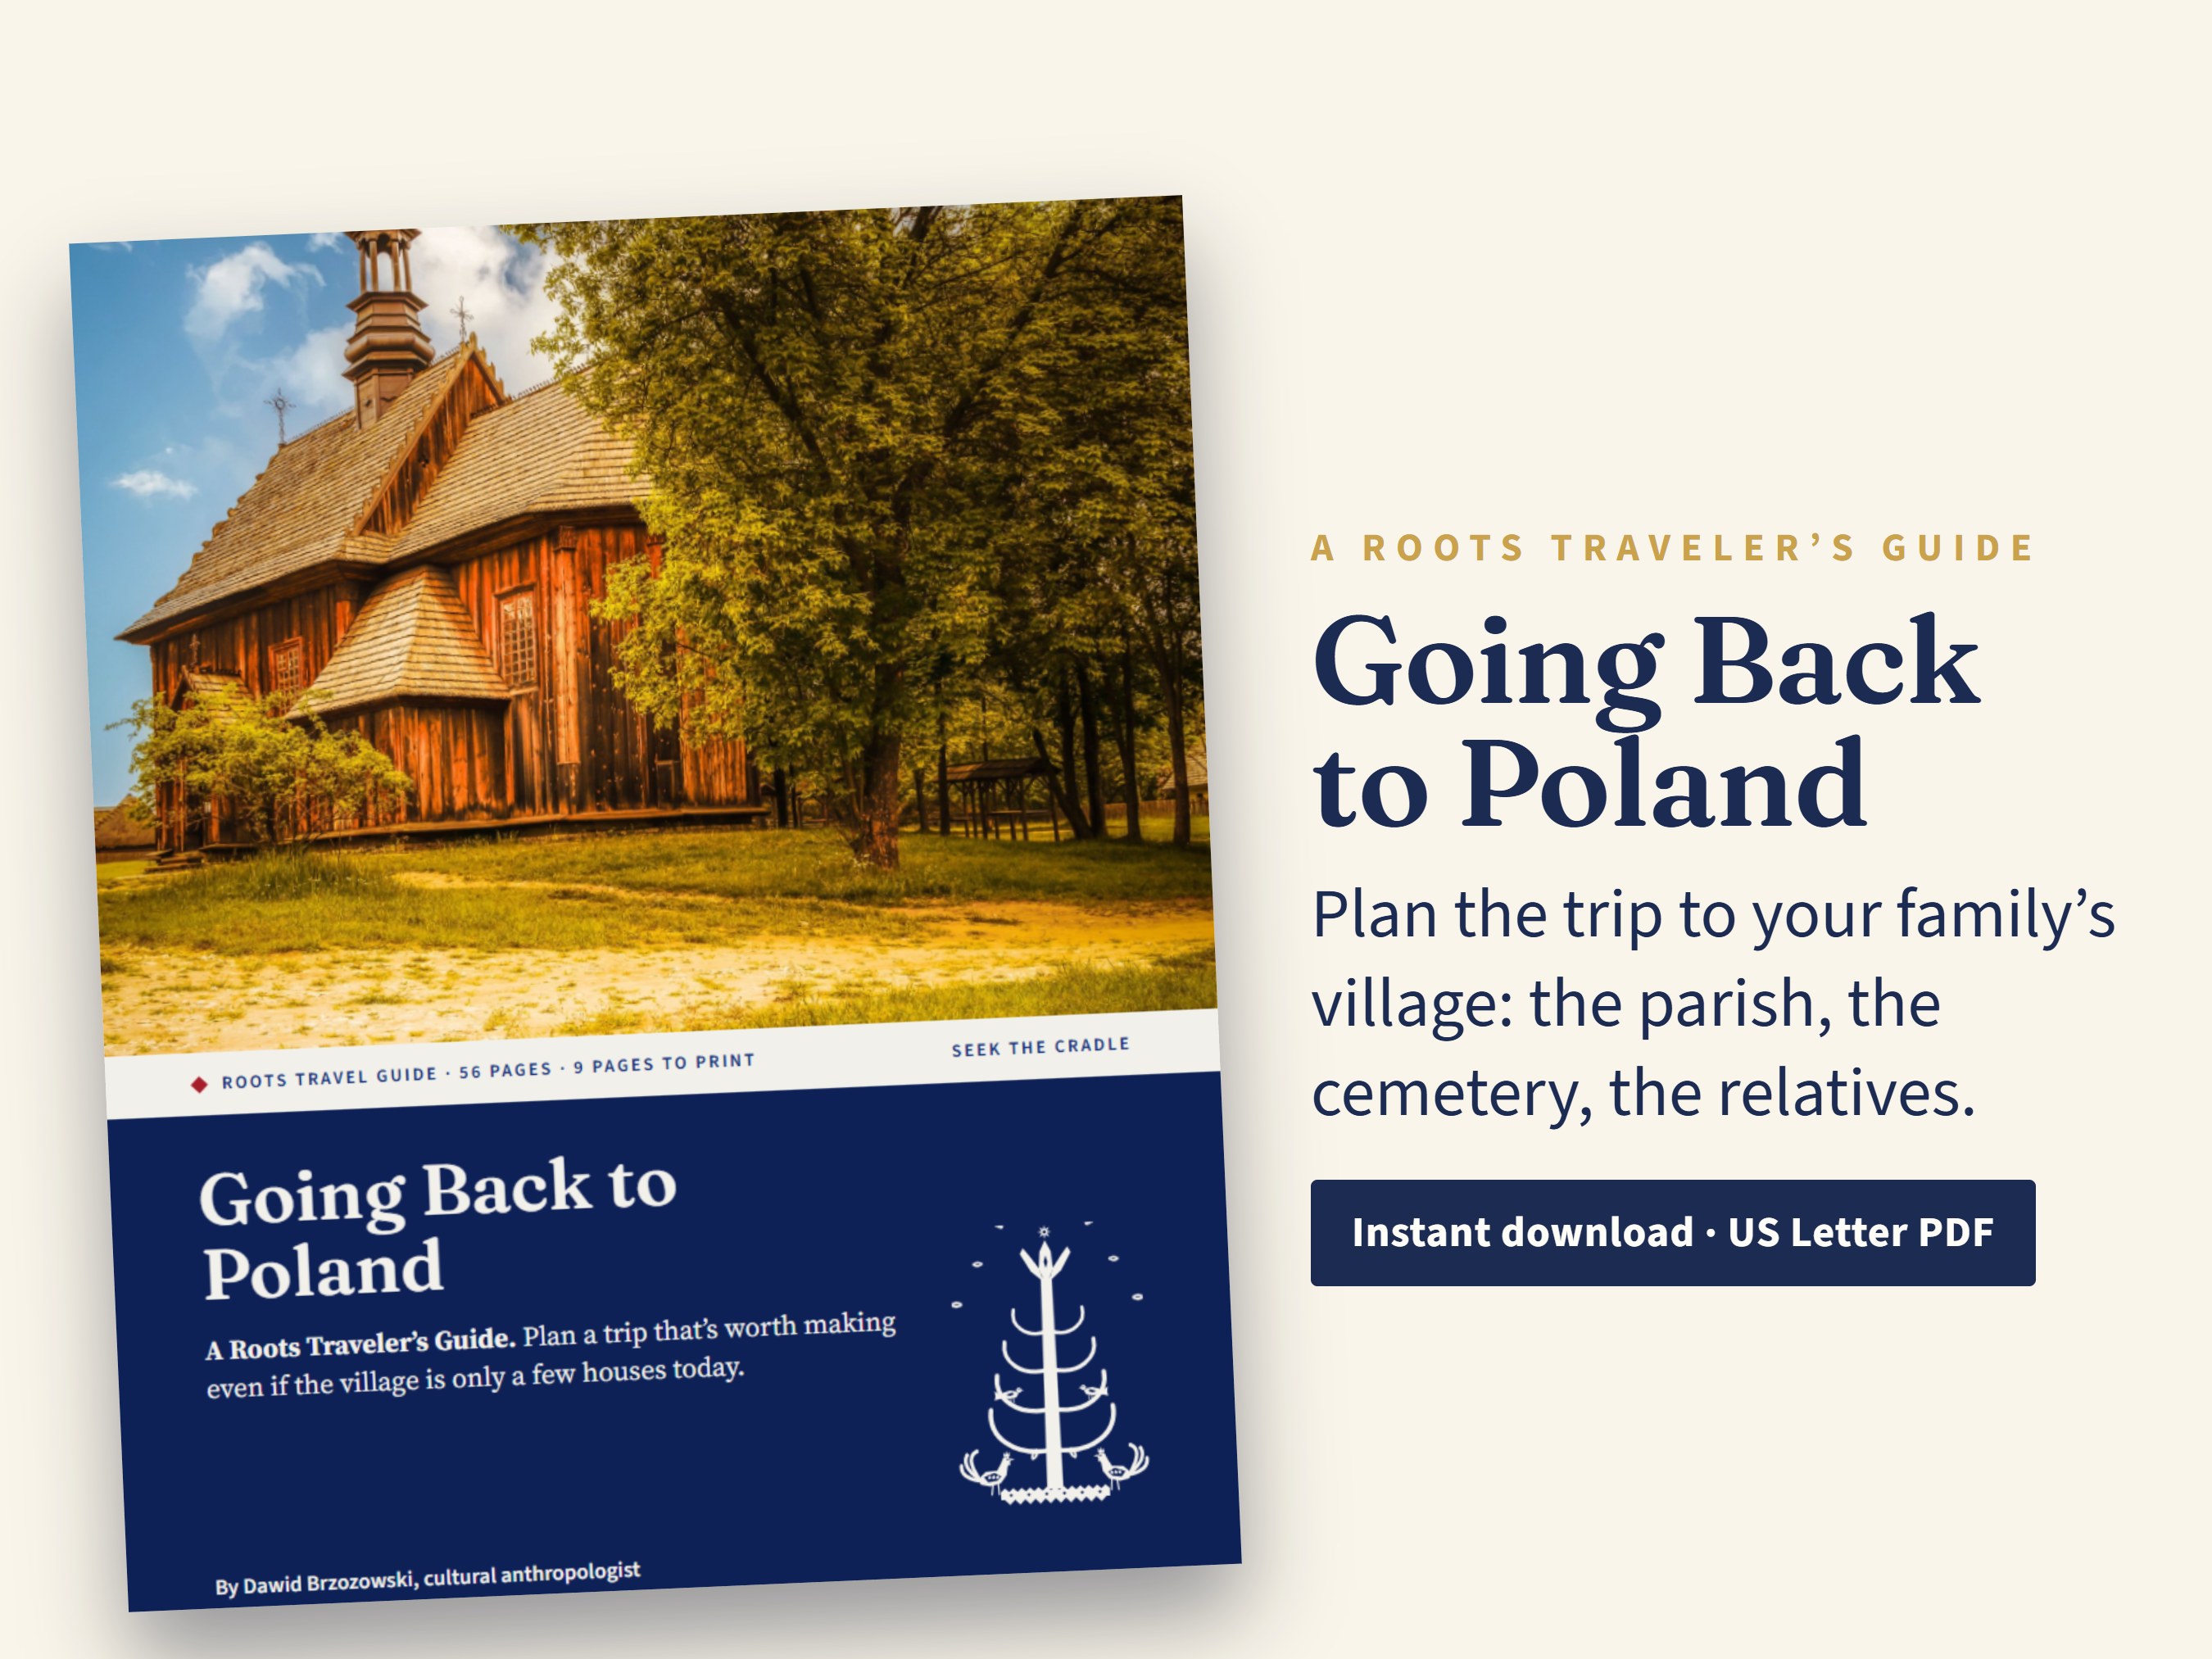 ROOTS TRAVEL GUIDE · 56 PAGES · 9 PAGES TO PRINT
SEEK THE CRADLE
Going Back to
Poland
A Roots Traveler’s Guide. Plan a trip that’s worth making
even if the village is only a few houses today.
By Dawid Brzozowski, cultural anthropologist
A ROOTS TRAVELER’S GUIDE
Going Back
to Poland
Plan the trip to your family’s
village: the parish, the
cemetery, the relatives.
Instant download · US Letter PDF